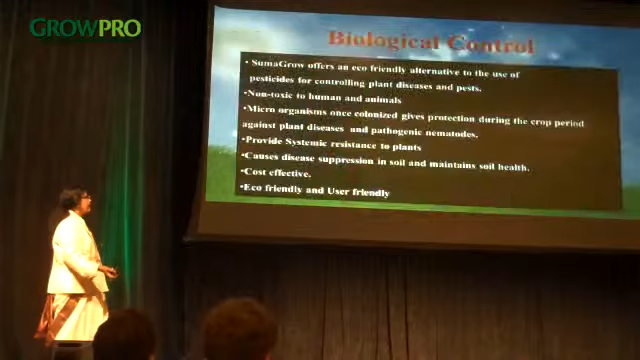 GROWPRO
Biological Control
• SumaGrow offers an eco friendly alternative to the use of
pesticides for controlling plant diseases and pests.
•Non-toxic to human and animals
•Micro organisms once colonized gives protection during the crop period
against plant diseases and pathogenic nematodes.
•Provide Systemic resistance to plants
•Causes disease suppression in soil and maintains soil health.
•Cost effective.
•Eco friendly and User friendly